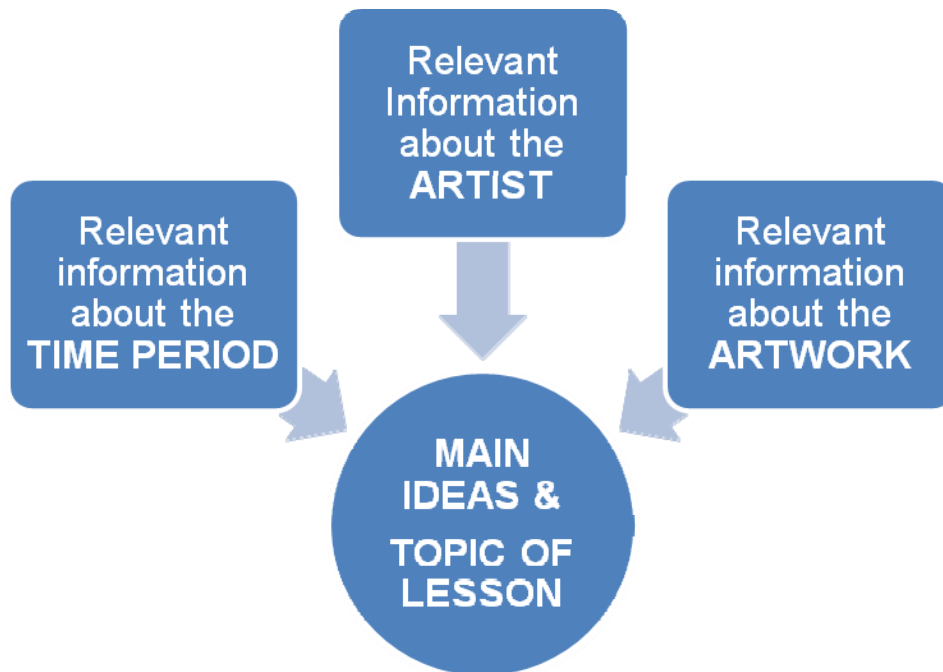 Relevant
Information
about the
ARTIST
Relevant
information
about the
TIME PERIOD
Relevant
information
about the
ARTWORK
MAIN
IDEAS &
TOPIC OF
LESSON